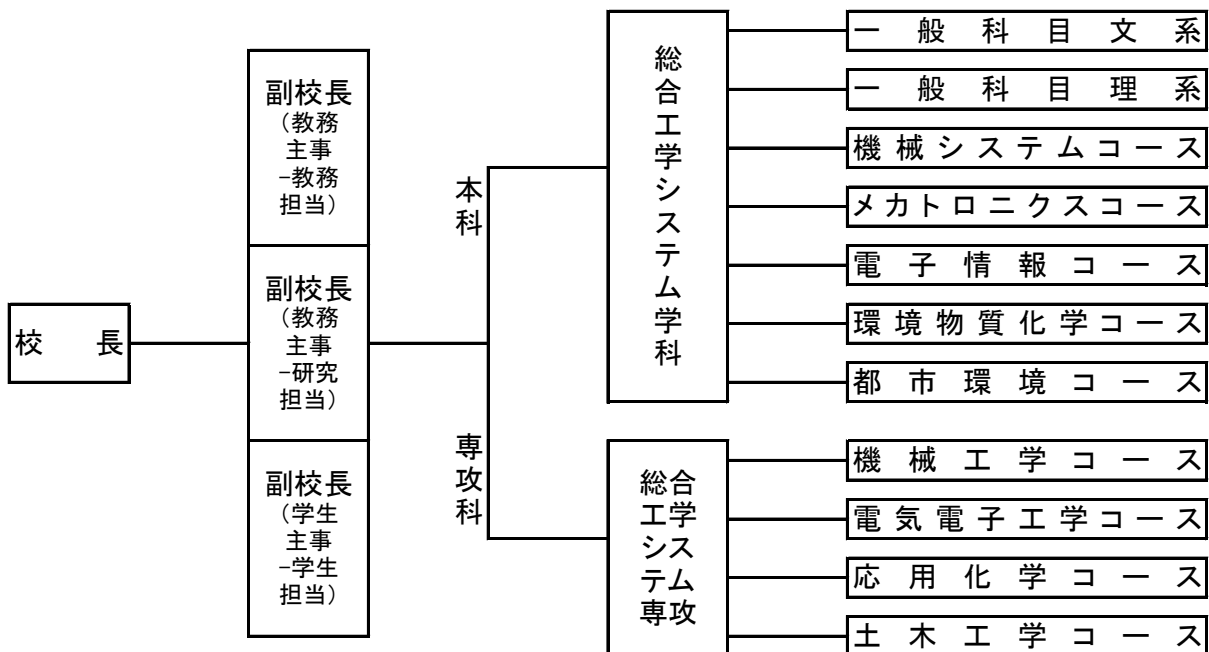 校長
副校長
(教務
主事
-教務
担当)
副校長
(教務
主事
-研究
担当)
副校長
(学生
主事
-学生
担当)
本科
専攻科
総合工学システム学科
一般科目文系
一般科目理系
機械システムコース
メカトロニクスコース
電子情報コース
環境物質化学コース
都市環境コース
総合
工学
シス
テム
専攻
機械工学コース
電気電子工学コース
応用化学コース
土木工学コース